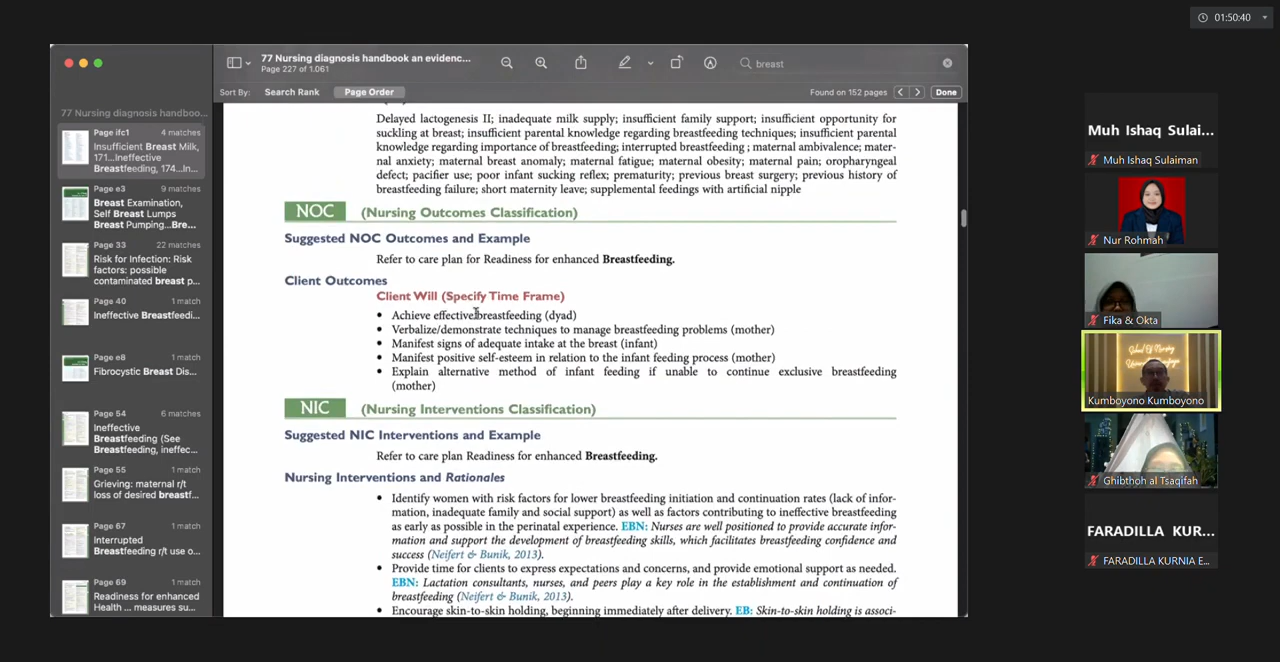 01:50:40
77 Nursing diagnosis handbook an evidenc...
Page 227 of 1.061
breast
Sort By: Search Rank Page Order
Found on 152 pages
Done
77 Nursing diagnosis handboo...
Page ifc1 4 matches
Insufficient Breast Milk,
171...Ineffective
Breastfeeding, 174...In...
Page e3 9 matches
Breast Examination,
Self Breast Lumps
Breast Pumping...Bre...
Page 33 22 matches
Risk for Infection: Risk
factors: possible
contaminated breast p...
Page 40 1 match
Ineffective Breastfeedi...
Page e8 1 match
Fibrocystic Breast Dis...
Page 54 6 matches
Ineffective
Breastfeeding (See
Breastfeeding, ineffec...
Page 55 1 match
Grieving: maternal r/t
loss of desired breastf...
Page 67 1 match
Interrupted
Breastfeeding r/t use o...
Page 69 1 match
Readiness for enhanced
Health ... measures su...
Delayed lactogenesis II; inadequate milk supply; insufficient family support; insufficient opportunity for
suckling at breast; insufficient parental knowledge regarding breastfeeding techniques; insufficient parental
knowledge regarding importance of breastfeeding; interrupted breastfeeding ; maternal ambivalence; mater-
nal anxiety; maternal breast anomaly; maternal fatigue; maternal obesity; maternal pain; oropharyngeal
defect; pacifier use; poor infant sucking reflex; prematurity; previous breast surgery; previous history of
breastfeeding failure; short maternity leave; supplemental feedings with artificial nipple
NOC (Nursing Outcomes Classification)
Suggested NOC Outcomes and Example
Refer to care plan for Readiness for enhanced Breastfeeding.
Client Outcomes
Client Will (Specify Time Frame)
• Achieve effective breastfeeding (dyad)
• Verbalize/demonstrate techniques to manage breastfeeding problems (mother)
• Manifest signs of adequate intake at the breast (infant)
• Manifest positive self-esteem in relation to the infant feeding process (mother)
• Explain alternative method of infant feeding if unable to continue exclusive breastfeeding
(mother)
NIC (Nursing Interventions Classification)
Suggested NIC Interventions and Example
Refer to care plan Readiness for enhanced Breastfeeding.
Nursing Interventions and Rationales
• Identify women with risk factors for lower breastfeeding initiation and continuation rates (lack of infor-
mation, inadequate family and social support) as well as factors contributing to ineffective breastfeeding
as early as possible in the perinatal experience. EBN: Nurses are well positioned to provide accurate infor-
mation and support the development of breastfeeding skills, which facilitates breastfeeding confidence and
success (Neifert & Bunik, 2013).
• Provide time for clients to express expectations and concerns, and provide emotional support as needed.
EBN: Lactation consultants, nurses, and peers play a key role in the establishment and continuation of
breastfeeding (Neifert & Bunik, 2013).
• Encourage skin-to-skin holding, beginning immediately after delivery. EB: Skin-to-skin holding is associ-
Muh Ishaq Sulai...
Muh Ishaq Sulaiman
Nur Rohmah
Fika & Okta
School Of Nursing
Kumboyono Kumboyono
Ghibthoh al Tsaqifah
FARADILLA KUR...
FARADILLA KURNIA E...